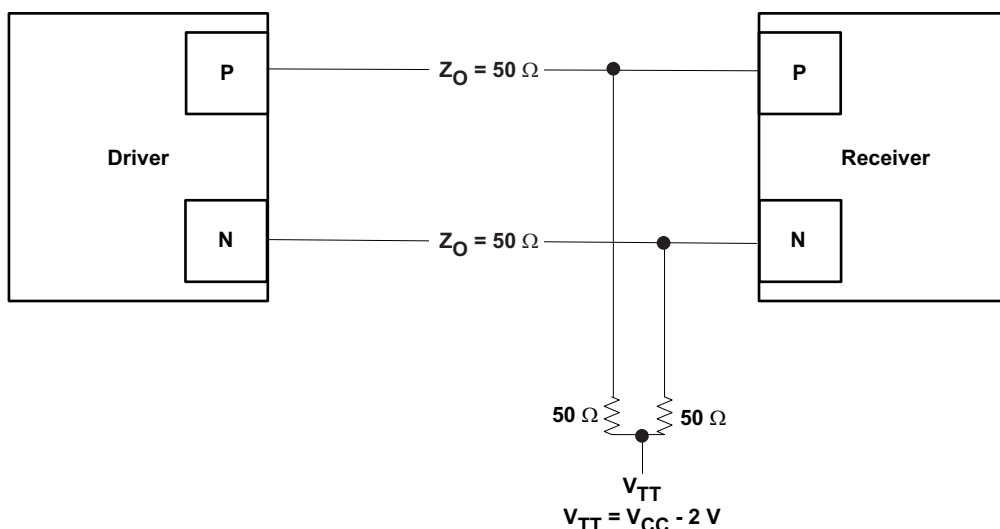 P
Z_O = 50 Ω
P
Driver
Receiver
N
Z_O = 50 Ω
N
50 Ω
50 Ω
V_TT
V_TT = V_CC - 2 V